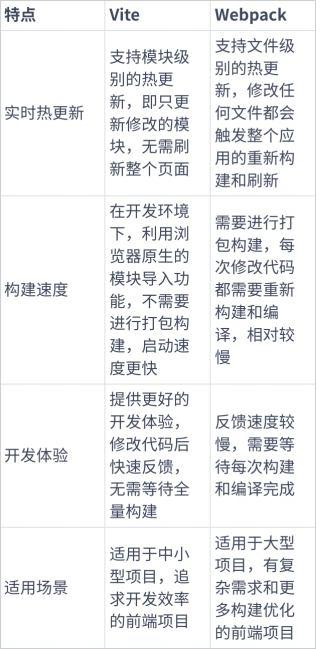 特点 Vite Webpack
实时热更新
支持模块级
别的热更
新，即只更
新修改的模
块，无需刷
新整个页面
支持文件级
别的热更
新，修改任
何文件都会
触发整个应
用的重新构
建和刷新
构建速度
在开发环境
下，利用浏
览器原生的
模块导入功
能，不需要
进行打包构
建，启动速
度更快
需要进行打
包构建，每
次修改代码
都需要重新
构建和编
译，相对较
慢
开发体验
提供更好的
开发体验，
修改代码后
快速反馈，
无需等待全
量构建
反馈速度较
慢，需要等
待每次构建
和编译完成
适用场景
适用于中小
型项目，追
求开发效率
的前端项目
适用于大型
项目，有复
杂需求和更
多构建优化
的前端项目